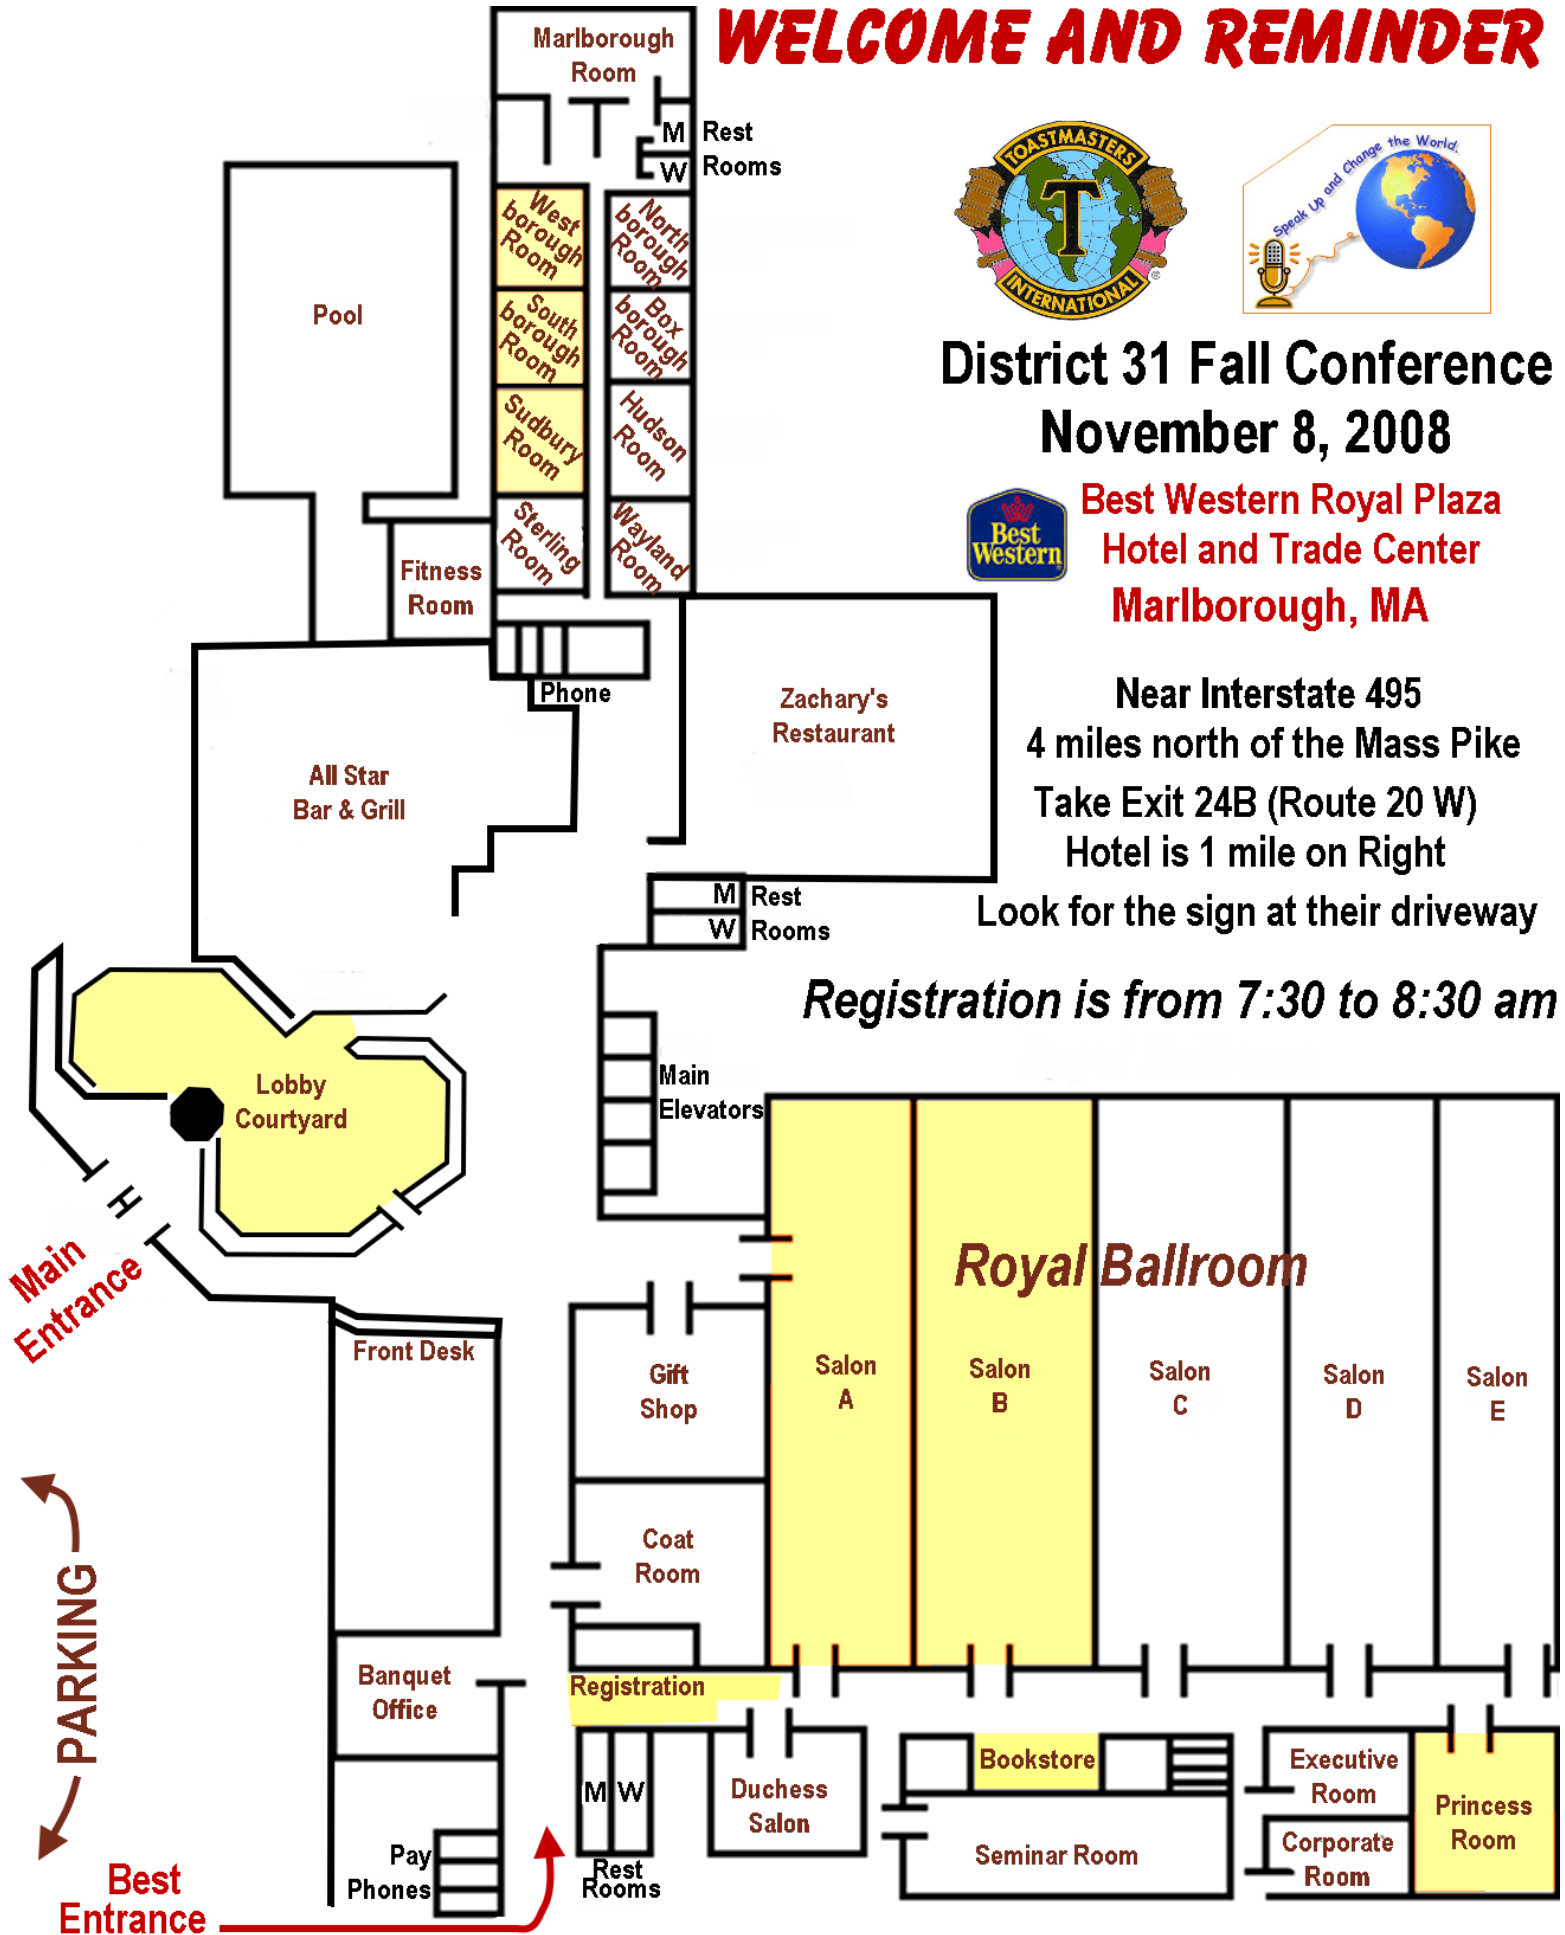 WELCOME AND REMINDER
Marlborough
Room
M
Rest
W
Rooms
TOASTMASTERS
T
INTERNATIONAL
®
Speak Up and Change the World.
West
borough
Room
North
borough
Room
Pool
South
borough
Room
Box
borough
Room
District 31 Fall Conference
November 8, 2008
Sudbury
Room
Hudson
Room
Best
Western
Best Western Royal Plaza
Hotel and Trade Center
Marlborough, MA
Sterling
Room
Wayland
Room
Fitness
Room
Phone
Zachary's
Restaurant
Near Interstate 495
4 miles north of the Mass Pike
Take Exit 24B (Route 20 W)
Hotel is 1 mile on Right
Look for the sign at their driveway
All Star
Bar & Grill
M
Rest
W
Rooms
Registration is from 7:30 to 8:30 am
Lobby
Courtyard
Main
Elevators
Main
Entrance
Royal Ballroom
Front Desk
Gift
Shop
Salon
A
Salon
B
Salon
C
Salon
D
Salon
E
Coat
Room
PARKING
Banquet
Office
Registration
M
W
Rest
Rooms
Duchess
Salon
Bookstore
Seminar Room
Executive
Room
Corporate
Room
Princess
Room
Pay
Phones
Best
Entrance